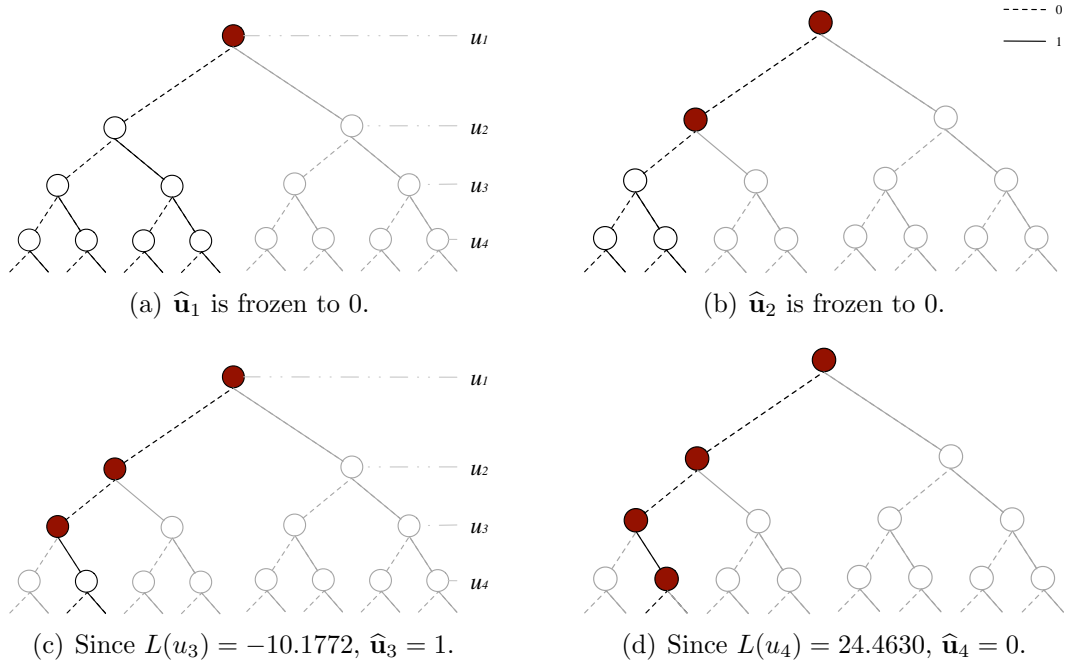 u₁
u₂
u₃
u₄
0
1
(a) û₁ is frozen to 0.
(b) û₂ is frozen to 0.
u₁
u₂
u₃
u₄
(c) Since L(u₃) = −10.1772, û₃ = 1.
(d) Since L(u₄) = 24.4630, û₄ = 0.